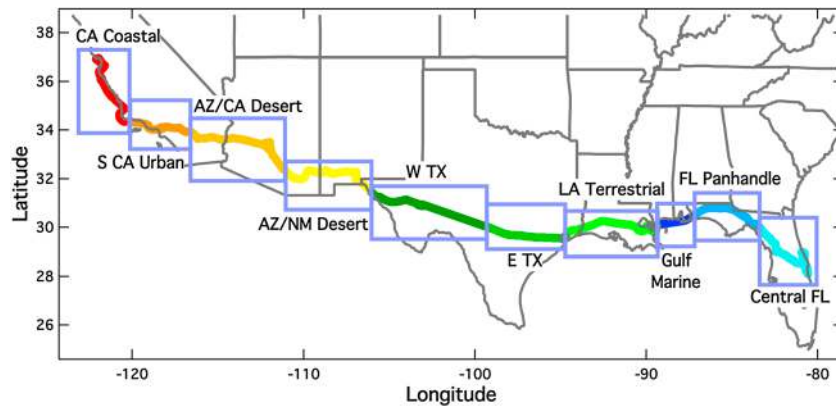 38
36
34
32
30
28
26
Latitude
CA Coastal
AZ/CA Desert
S CA Urban
W TX
LA Terrestrial
FL Panhandle
AZ/NM Desert
E TX
Gulf
Marine
Central FL
-120
-110
-100
-90
-80
Longitude